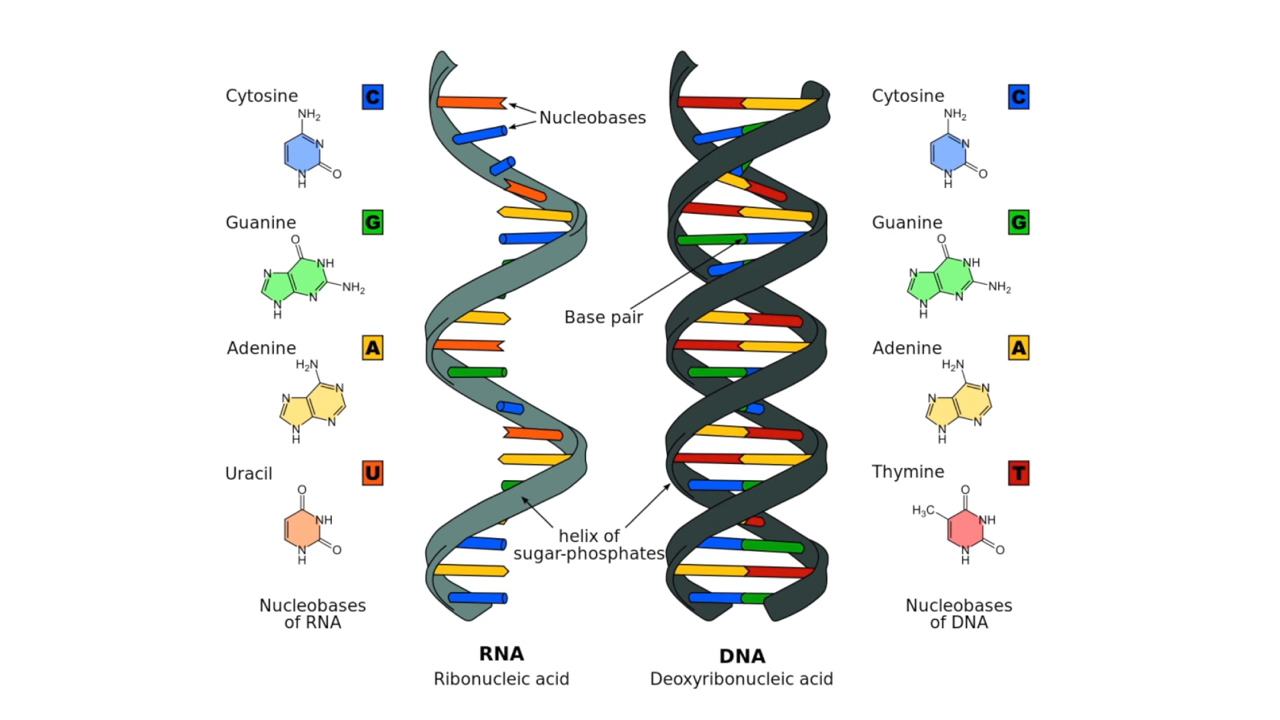 Cytosine
C
NH2
N
N
H
O
Guanine
G
O
N
NH
N
H
N
NH2
Adenine
A
H2N
N
N
N
H
N
Uracil
U
O
NH
N
H
O
Nucleobases
of RNA
Nucleobases
Base pair
helix of
sugar-phosphates
RNA
Ribonucleic acid
DNA
Deoxyribonucleic acid
Cytosine
C
NH2
N
N
H
O
Guanine
G
O
N
NH
N
H
N
NH2
Adenine
A
H2N
N
N
N
H
N
Thymine
T
O
H3C
NH
N
H
O
Nucleobases
of DNA